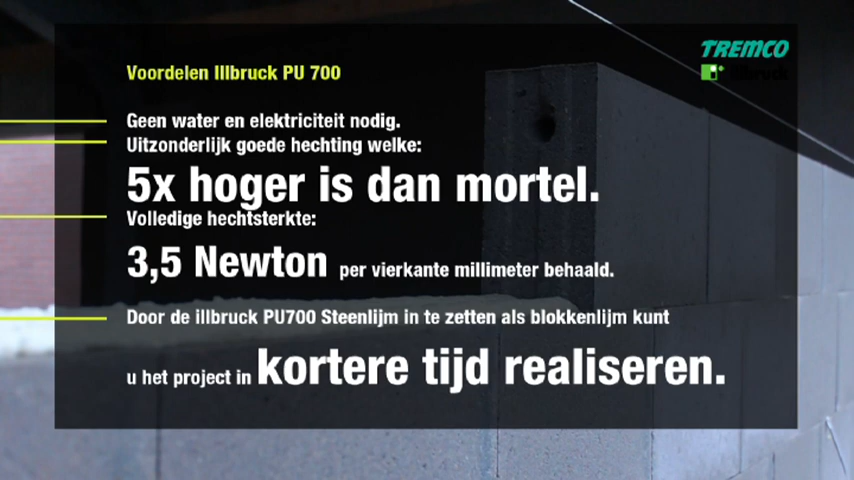 TREMCO
illbruck
Voordelen Illbruck PU 700
Geen water en elektriciteit nodig.
Uitzonderlijk goede hechting welke:
5x hoger is dan mortel.
Volledige hechtsterkte:
3,5 Newton per vierkante millimeter behaald.
Door de illbruck PU700 Steenlijm in te zetten als blokkenlijm kunt
u het project in kortere tijd realiseren.